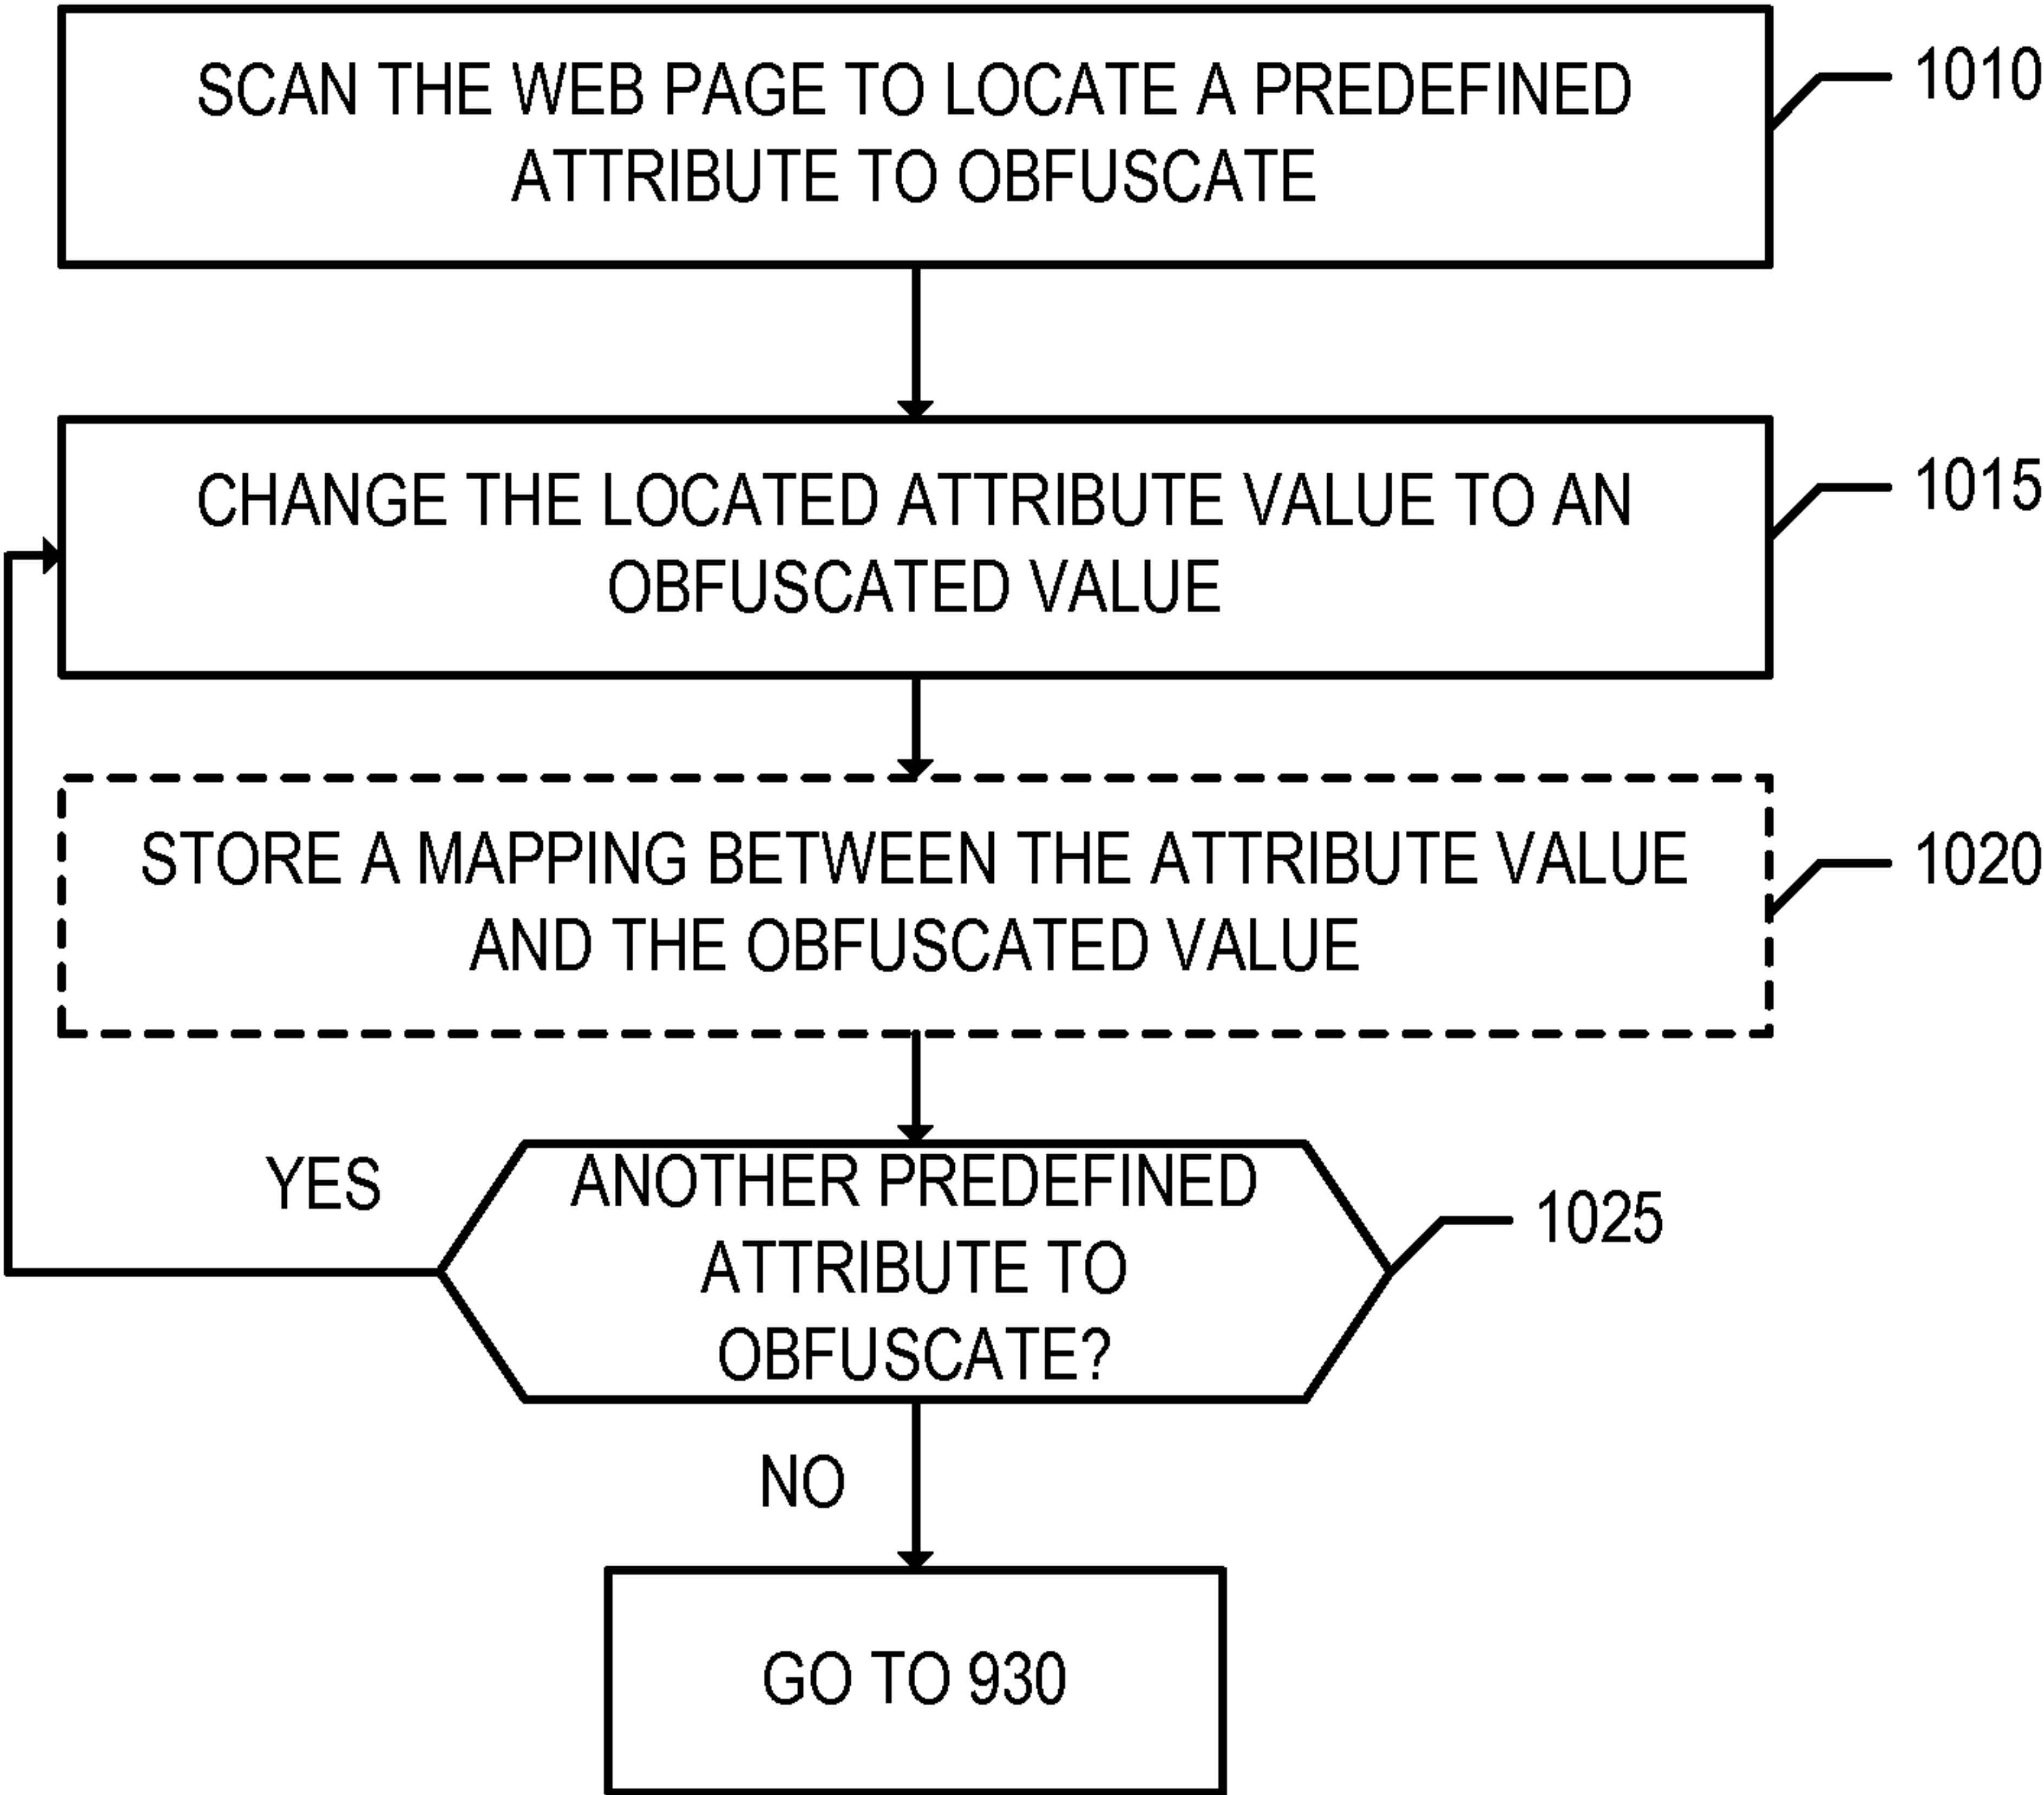 SCAN THE WEB PAGE TO LOCATE A PREDEFINED
ATTRIBUTE TO OBFUSCATE
1010
CHANGE THE LOCATED ATTRIBUTE VALUE TO AN
OBFUSCATED VALUE
1015
STORE A MAPPING BETWEEN THE ATTRIBUTE VALUE
AND THE OBFUSCATED VALUE
1020
YES
ANOTHER PREDEFINED
ATTRIBUTE TO
OBFUSCATE?
1025
NO
GO TO 930